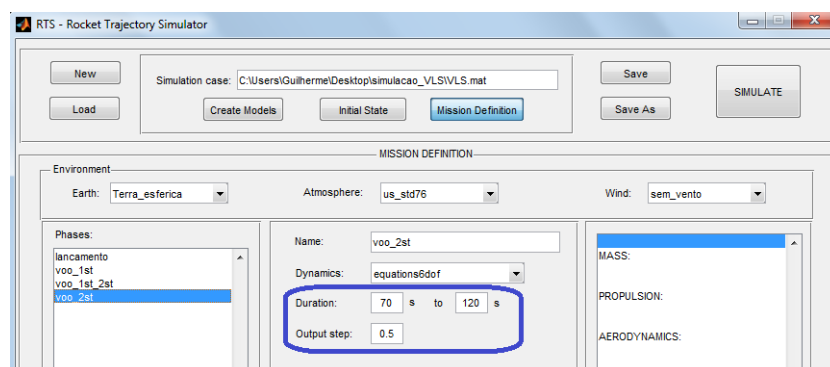 RTS - Rocket Trajectory Simulator
New
Load
Simulation case: C:\Users\Guilherme\Desktop\simulacao_VLS\VLS.mat
Create Models Initial State Mission Definition
Save
Save As
SIMULATE
MISSION DEFINITION
Environment
Earth: Terra_esferica Atmosphere: us_std76 Wind: sem_vento
Phases:
lancamento
voo_1st
voo_1st_2st
voo_2st
Name: voo_2st
Dynamics: equations6dof
Duration: 70 s to 120 s
Output step: 0.5
MASS:
PROPULSION:
AERODYNAMICS: